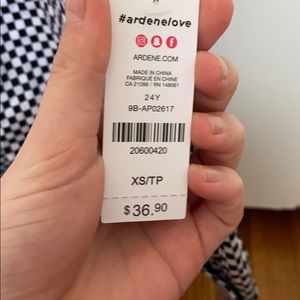 #ardenelove
ARDENE.COM
MADE IN CHINA
FABRIQUÉ EN CHINE
CA 21099 / RN 148061
24Y
9B-AP02617
20600420
XS/TP
$36.90